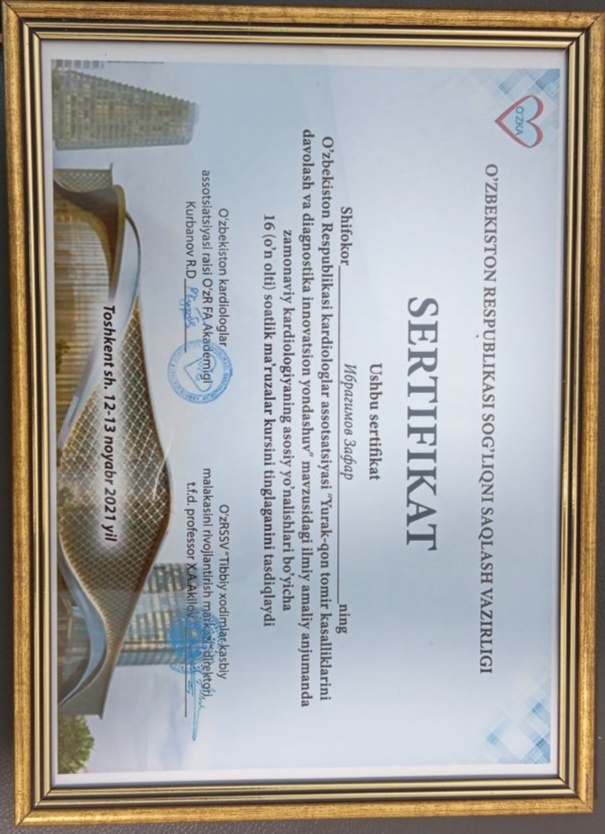 O'ZKA
O'ZBEKISTON RESPUBLIKASI SOG'LIQNI SAQLASH VAZIRLIGI
SERTIFIKAT
Ushbu sertifikat
Shifokor Ибрагимов Зафар ning
O'zbekiston Respublikasi kardiologlar assotsatsiyasi "Yurak-qon tomir kasalliklarini
davolash va diagnostika innovatsion yondashuv" mavzusidagi ilmiy amaliy anjumanda
zamonaviy kardiologiyaning asosiy yo'nalishlari bo'yicha
16 (o'n olti) soatlik ma'ruzalar kursini tinglaganini tasdiqlaydi
O'zbekiston kardiologlar
assotsiatsiyasi raisi O'zR FA Akademigi
Kurbanov R.D
O'zRSSV "Tibbiy xodimlar kasbiy
malakasini rivojlantirish markazi" direktori,
t.f.d. professor X.A.Akilov
Toshkent sh. 12-13 noyabr 2021 yil